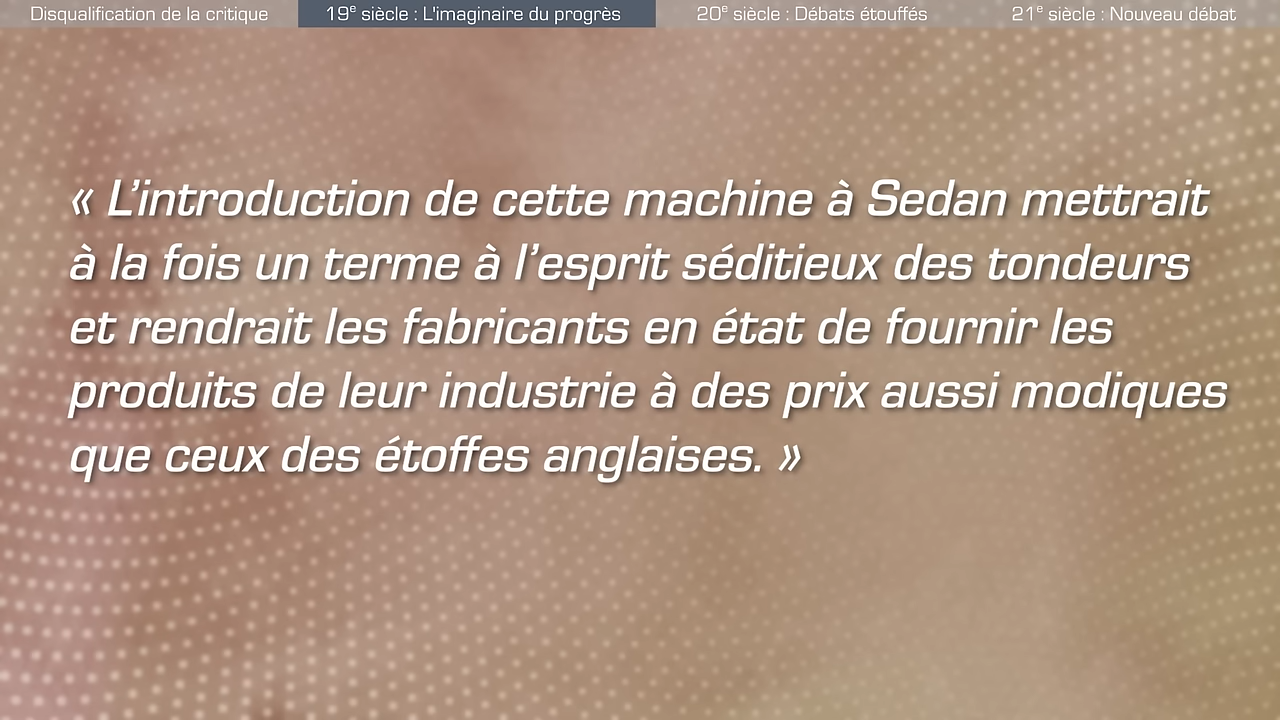 Disqualification de la critique
19e siècle : L'imaginaire du progrès
20e siècle : Débats étouffés
21e siècle : Nouveau débat
« L’introduction de cette machine à Sedan mettrait
à la fois un terme à l’esprit séditieux des tondeurs
et rendrait les fabricants en état de fournir les
produits de leur industrie à des prix aussi modiques
que ceux des étoffes anglaises. »